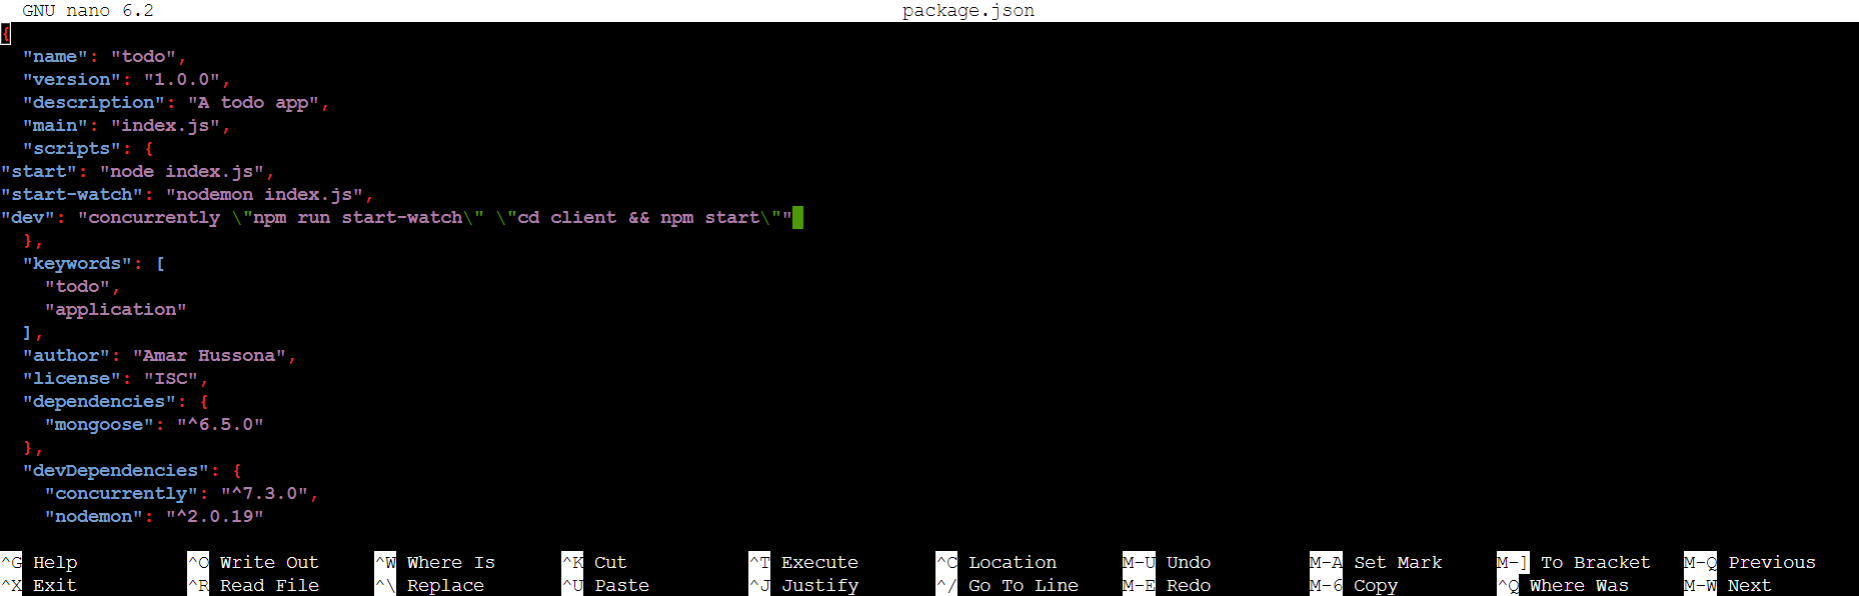 GNU nano 6.2 package.json
{
  "name": "todo",
  "version": "1.0.0",
  "description": "A todo app",
  "main": "index.js",
  "scripts": {
"start": "node index.js",
"start-watch": "nodemon index.js",
"dev": "concurrently \"npm run start-watch\" \"cd client && npm start\""
  },
  "keywords": [
    "todo",
    "application"
  ],
  "author": "Amar Hussona",
  "license": "ISC",
  "dependencies": {
    "mongoose": "^6.5.0"
  },
  "devDependencies": {
    "concurrently": "^7.3.0",
    "nodemon": "^2.0.19"
^G Help ^O Write Out ^W Where Is ^K Cut ^T Execute ^C Location M-U Undo M-A Set Mark M-] To Bracket M-Q Previous
^X Exit ^R Read File ^\ Replace ^U Paste ^J Justify ^/ Go To Line M-E Redo M-6 Copy ^Q Where Was M-W Next